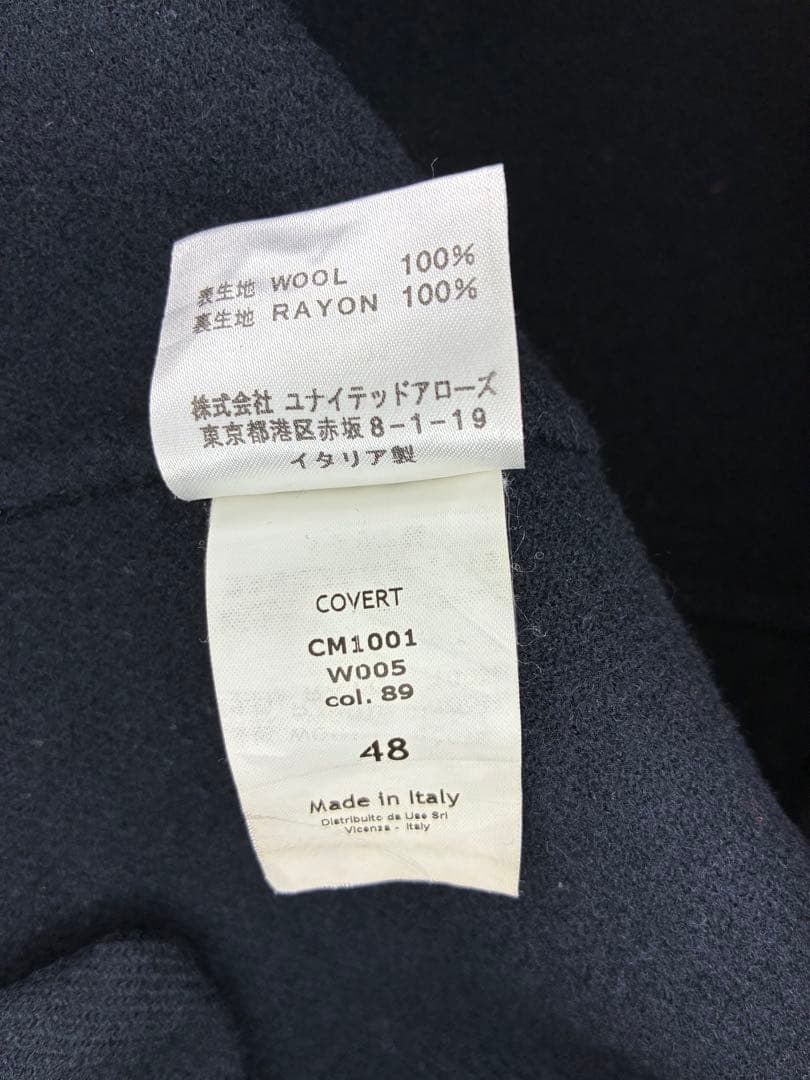 表生地 WOOL 100%
裏生地 RAYON 100%
株式会社 ユナイテッドアローズ
東京都港区赤坂8-1-19
イタリア製
COVERT
CM1001
W005
col. 89
48
Made in Italy
Distribuito da Use Srl
Vicenza - Italy